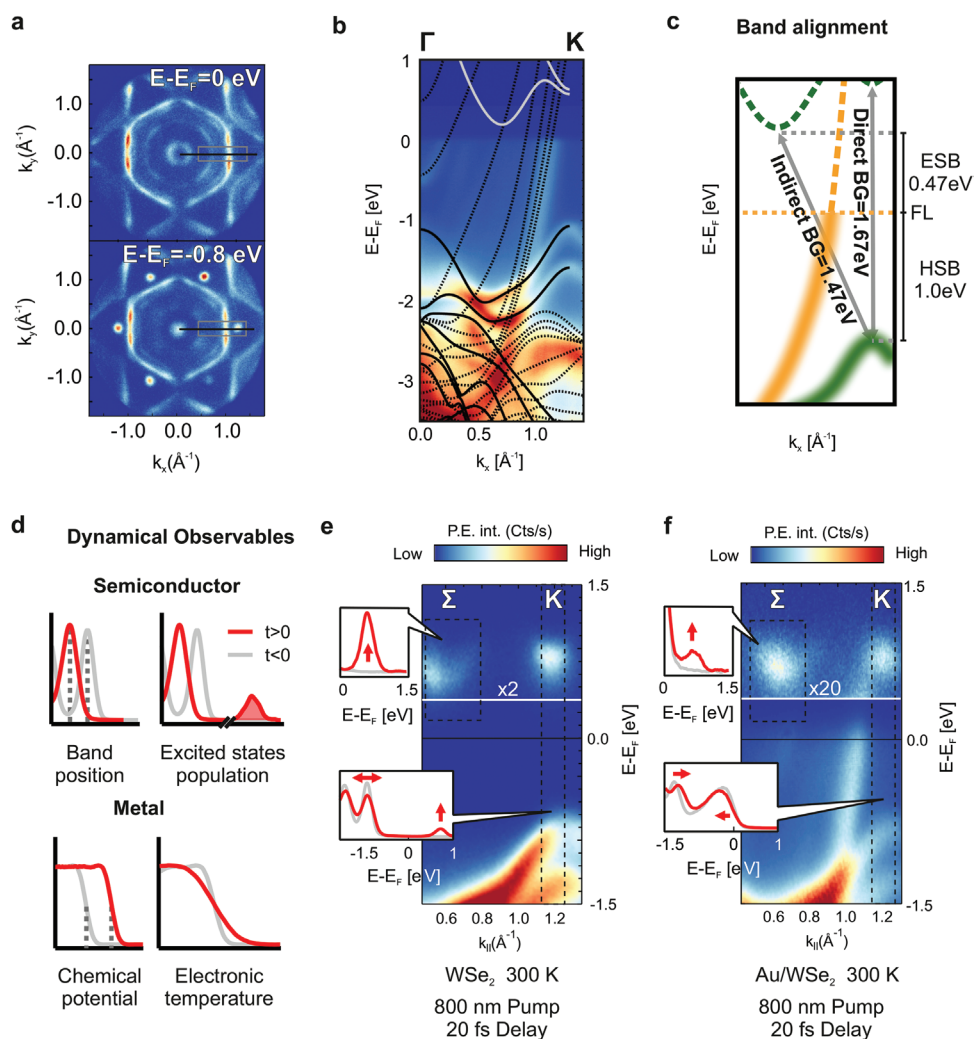 a
E-E_F=0 eV
1.0
0.0
-1.0
k_y(Å⁻¹)
E-E_F=-0.8 eV
1.0
0.0
-1.0
k_y(Å⁻¹)
-1.0 0.0 1.0
k_x(Å⁻¹)
b
Γ K
1
0
-1
-2
-3
E-E_F [eV]
0.0 0.5 1.0
k_x [Å⁻¹]
c Band alignment
E-E_F [eV]
Indirect BG=1.47eV
Direct BG=1.67eV
ESB
0.47eV
FL
HSB
1.0eV
k_x [Å⁻¹]
d
Dynamical Observables
Semiconductor
t>0
t<0
Band
position
Excited states
population
Metal
Chemical
potential
Electronic
temperature
e
P.E. int. (Cts/s)
Low High
Σ K
1.5
0.0
-1.5
E-E_F [eV]
x2
0 1.5
E-E_F [eV]
-1.5 0 1
E-E_F [eV]
0.6 0.8 1.0 1.2
k_||(Å⁻¹)
WSe₂ 300 K
800 nm Pump
20 fs Delay
f
P.E. int. (Cts/s)
Low High
Σ K
1.5
0.0
-1.5
E-E_F [eV]
x20
0 1.5
E-E_F [eV]
-1.5 0 1
E-E_F [eV]
0.6 0.8 1.0 1.2
k_||(Å⁻¹)
Au/WSe₂ 300 K
800 nm Pump
20 fs Delay